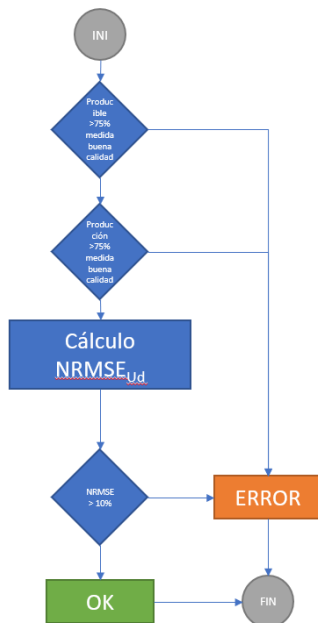 INI
Produc
ible
>75%
medida
buena
calidad
Produc
ción
>75%
medida
buena
calidad
Cálculo
NRMSE_Ud
NRMSE
> 10%
ERROR
OK
FIN